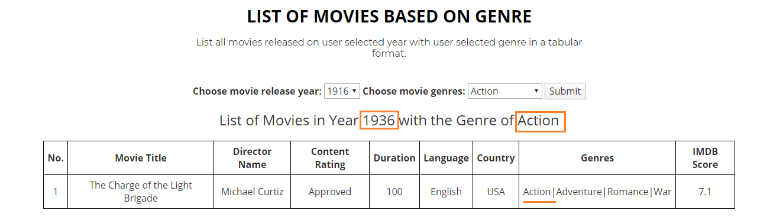 LIST OF MOVIES BASED ON GENRE
List all movies released on user selected year with user selected genre in a tabular
format.
Choose movie release year: 1916 Choose movie genres: Action Submit
List of Movies in Year 1936 with the Genre of Action
No. Movie Title Director Name Content Rating Duration Language Country Genres IMDB Score
1 The Charge of the Light Brigade Michael Curtiz Approved 100 English USA Action|Adventure|Romance|War 7.1